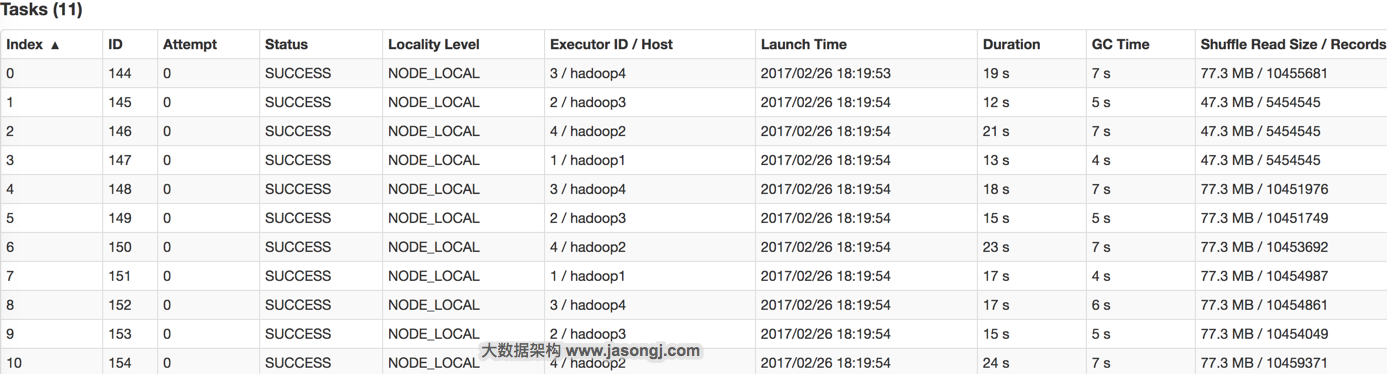 Tasks (11)
Index ▲ ID Attempt Status Locality Level Executor ID / Host Launch Time Duration GC Time Shuffle Read Size / Records
0 144 0 SUCCESS NODE_LOCAL 3 / hadoop4 2017/02/26 18:19:53 19 s 7 s 77.3 MB / 10455681
1 145 0 SUCCESS NODE_LOCAL 2 / hadoop3 2017/02/26 18:19:54 12 s 5 s 47.3 MB / 5454545
2 146 0 SUCCESS NODE_LOCAL 4 / hadoop2 2017/02/26 18:19:54 21 s 7 s 47.3 MB / 5454545
3 147 0 SUCCESS NODE_LOCAL 1 / hadoop1 2017/02/26 18:19:54 13 s 4 s 47.3 MB / 5454545
4 148 0 SUCCESS NODE_LOCAL 3 / hadoop4 2017/02/26 18:19:54 18 s 7 s 77.3 MB / 10451976
5 149 0 SUCCESS NODE_LOCAL 2 / hadoop3 2017/02/26 18:19:54 15 s 5 s 77.3 MB / 10451749
6 150 0 SUCCESS NODE_LOCAL 4 / hadoop2 2017/02/26 18:19:54 23 s 7 s 77.3 MB / 10453692
7 151 0 SUCCESS NODE_LOCAL 1 / hadoop1 2017/02/26 18:19:54 17 s 4 s 77.3 MB / 10454987
8 152 0 SUCCESS NODE_LOCAL 3 / hadoop4 2017/02/26 18:19:54 17 s 6 s 77.3 MB / 10454861
9 153 0 SUCCESS NODE_LOCAL 2 / hadoop3 2017/02/26 18:19:54 15 s 5 s 77.3 MB / 10454049
大数据架构 www.jasongj.com
10 154 0 SUCCESS NODE_LOCAL 4 / hadoop2 2017/02/26 18:19:54 24 s 7 s 77.3 MB / 10459371